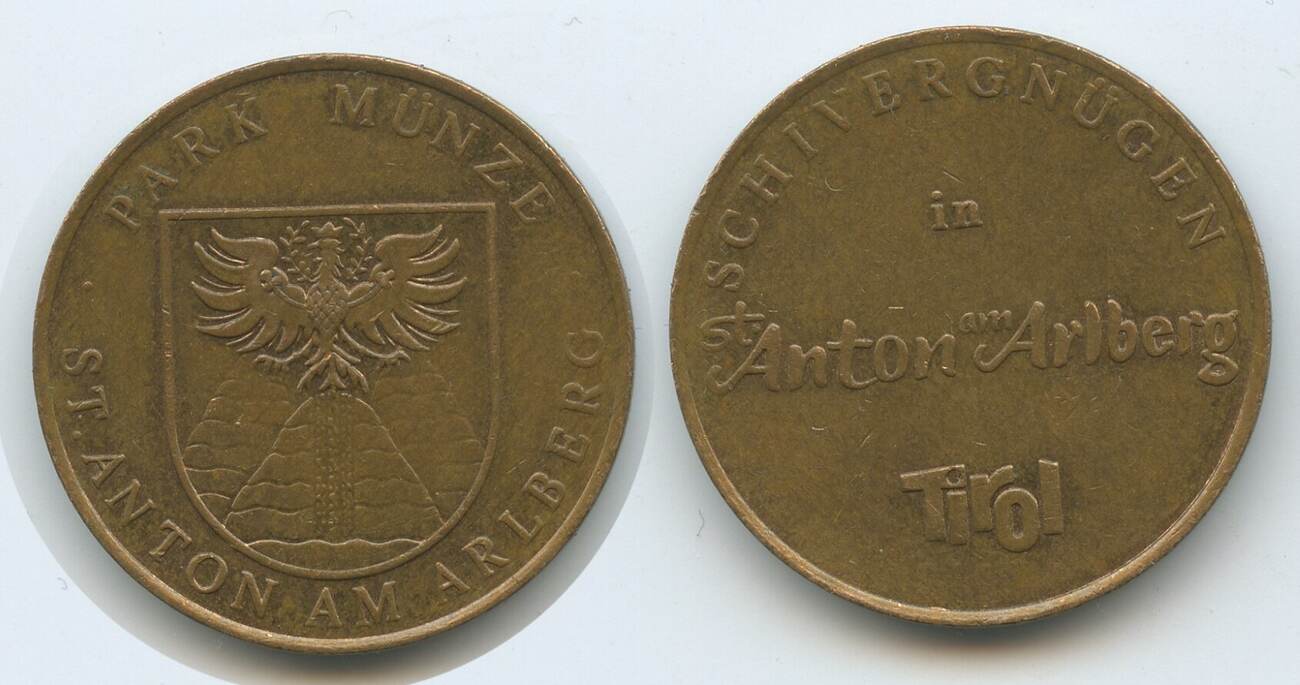 PARK MÜNZE
· ST. ANTON AM ARLBERG ·
SCHIVERGNÜGEN
in
St. Anton am Arlberg
Tirol